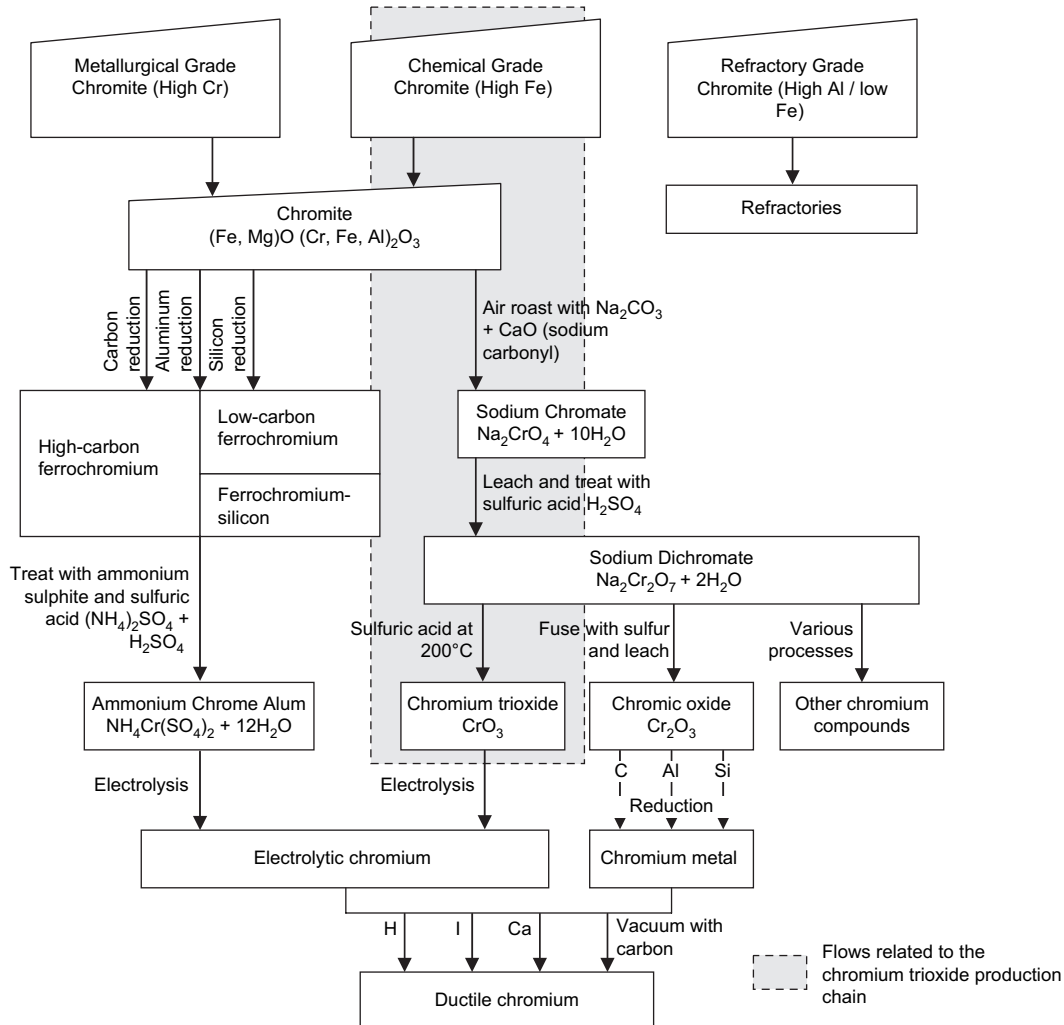 Metallurgical Grade
Chromite (High Cr)
Chemical Grade
Chromite (High Fe)
Refractory Grade
Chromite (High Al / low
Fe)
Refractories
Chromite
(Fe, Mg)O (Cr, Fe, Al)₂O₃
Carbon
reduction
Aluminum
reduction
Silicon
reduction
Air roast with Na₂CO₃
+ CaO (sodium
carbonyl)
High-carbon
ferrochromium
Low-carbon
ferrochromium
Ferrochromium-
silicon
Sodium Chromate
Na₂CrO₄ + 10H₂O
Leach and treat with
sulfuric acid H₂SO₄
Sodium Dichromate
Na₂Cr₂O₇ + 2H₂O
Treat with ammonium
sulphite and sulfuric
acid (NH₄)₂SO₄ +
H₂SO₄
Sulfuric acid at
200°C
Fuse with sulfur
and leach
Various
processes
Ammonium Chrome Alum
NH₄Cr(SO₄)₂ + 12H₂O
Chromium trioxide
CrO₃
Chromic oxide
Cr₂O₃
Other chromium
compounds
Electrolysis
Electrolysis
C Al Si
Reduction
Electrolytic chromium
Chromium metal
H I Ca
Vacuum with
carbon
Ductile chromium
Flows related to the
chromium trioxide production
chain